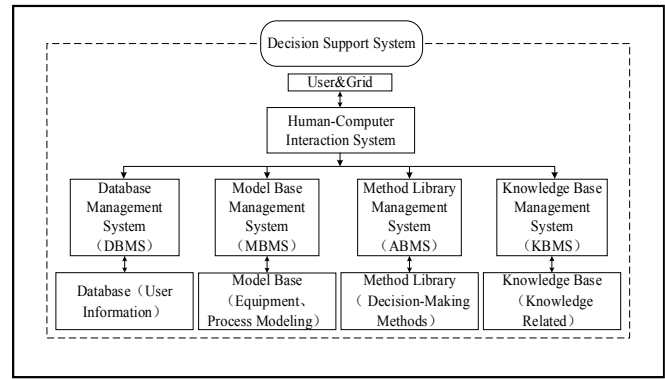 Decision Support System
User&Grid
Human-Computer
Interaction System
Database
Management
System
（DBMS）
Model Base
Management
System
（MBMS）
Method Library
Management
System
（ABMS）
Knowledge Base
Management
System
（KBMS）
Database（User
Information）
Model Base
（Equipment、
Process Modeling）
Method Library
（ Decision-Making
Methods）
Knowledge Base
（Knowledge
Related）